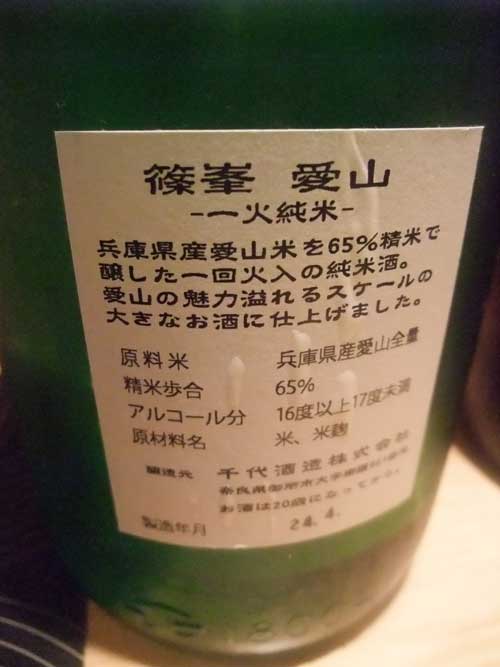 篠峯 愛山
-一火純米-
兵庫県産愛山米を65%精米で
醸した一回火入の純米酒。
愛山の魅力溢れるスケールの
大きなお酒に仕上げました。
原料米 兵庫県産愛山全量
精米歩合 65%
アルコール分 16度以上17度未満
原材料名 米、米麹
醸造元 千代酒造株式会社
奈良県御所市大字櫛羅
お酒は20歳になってから。
製造年月 24.4.